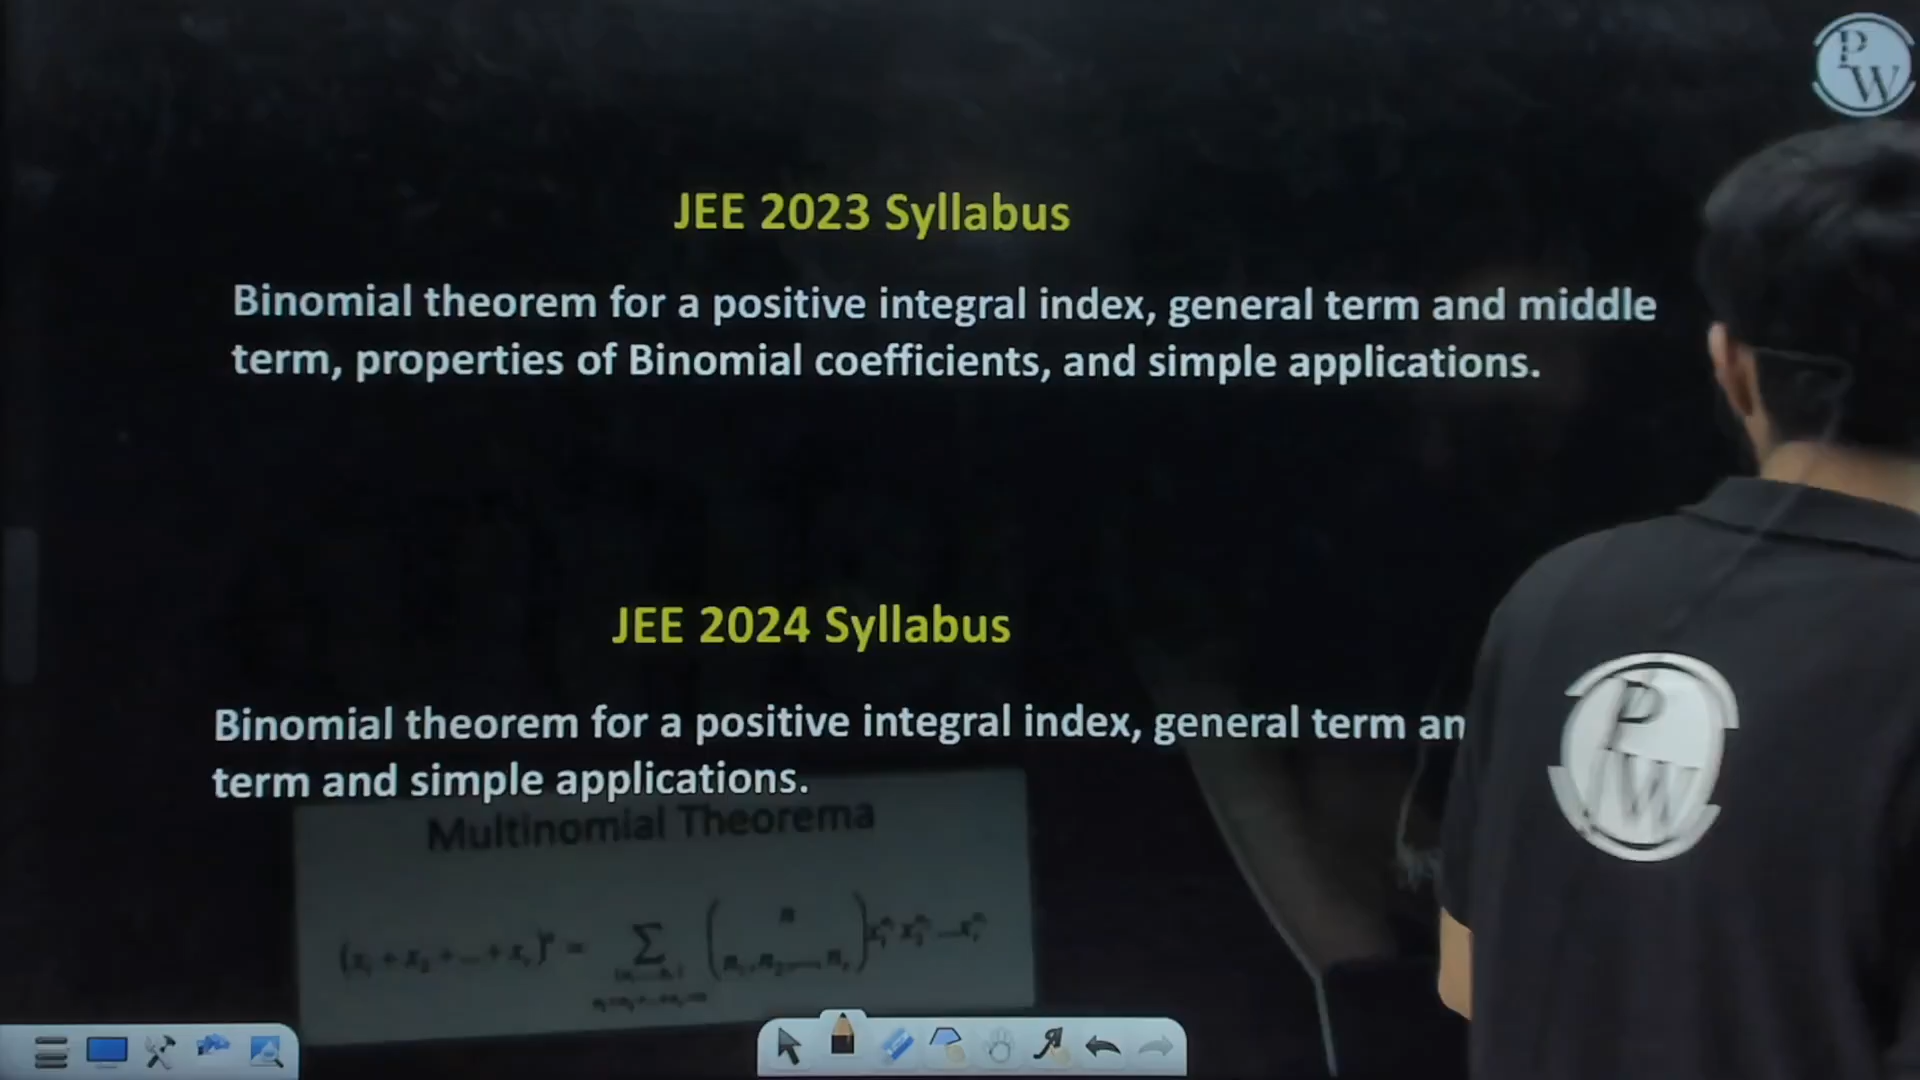 P
W
JEE 2023 Syllabus
Binomial theorem for a positive integral index, general term and middle
term, properties of Binomial coefficients, and simple applications.
JEE 2024 Syllabus
Binomial theorem for a positive integral index, general term an
term and simple applications.
Multinomial Theorema
P
W